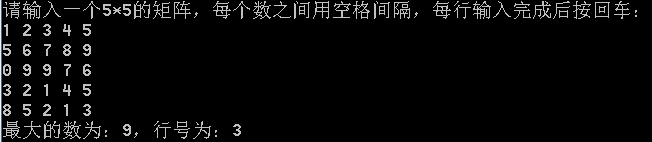 请输入一个5×5的矩阵，每个数之间用空格间隔，每行输入完成后按回车：
1 2 3 4 5
5 6 7 8 9
0 9 9 7 6
3 2 1 4 5
8 5 2 1 3
最大的数为：9，行号为：3